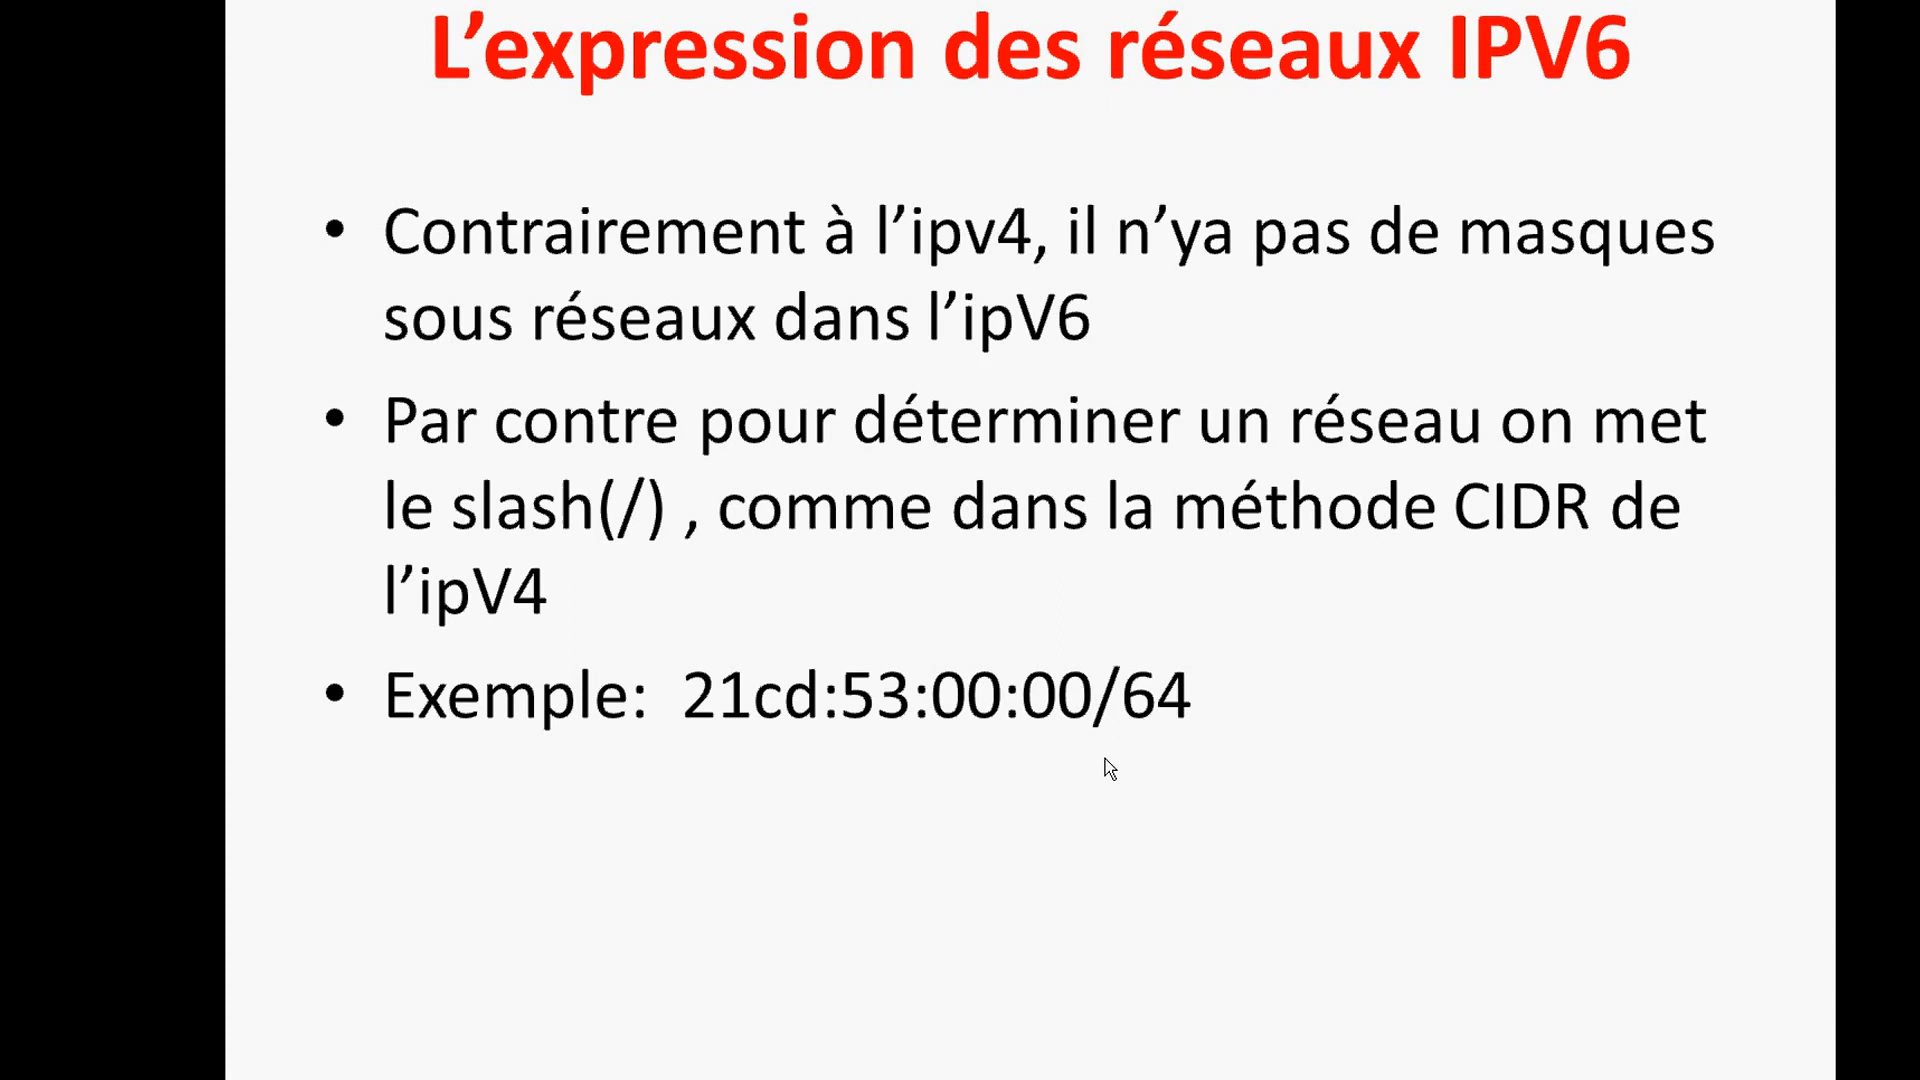 L’expression des réseaux IPV6
• Contrairement à l’ipv4, il n’ya pas de masques
sous réseaux dans l’ipV6
• Par contre pour déterminer un réseau on met
le slash(/) , comme dans la méthode CIDR de
l’ipV4
• Exemple:  21cd:53:00:00/64